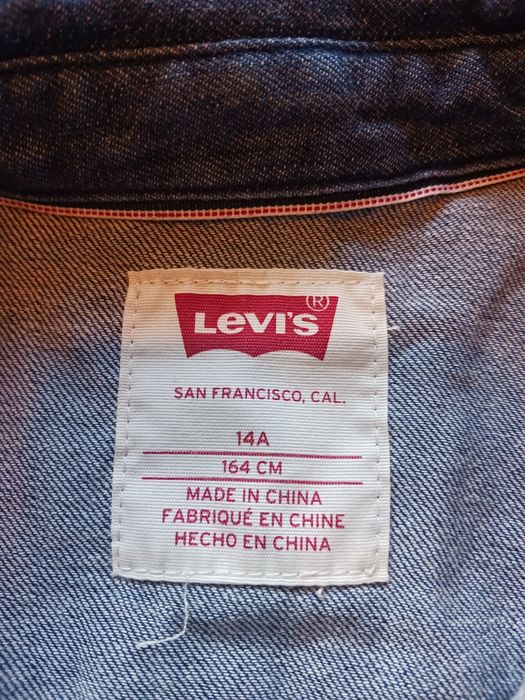 Levi's®
SAN FRANCISCO, CAL.
14A
164 CM
MADE IN CHINA
FABRIQUÉ EN CHINE
HECHO EN CHINA